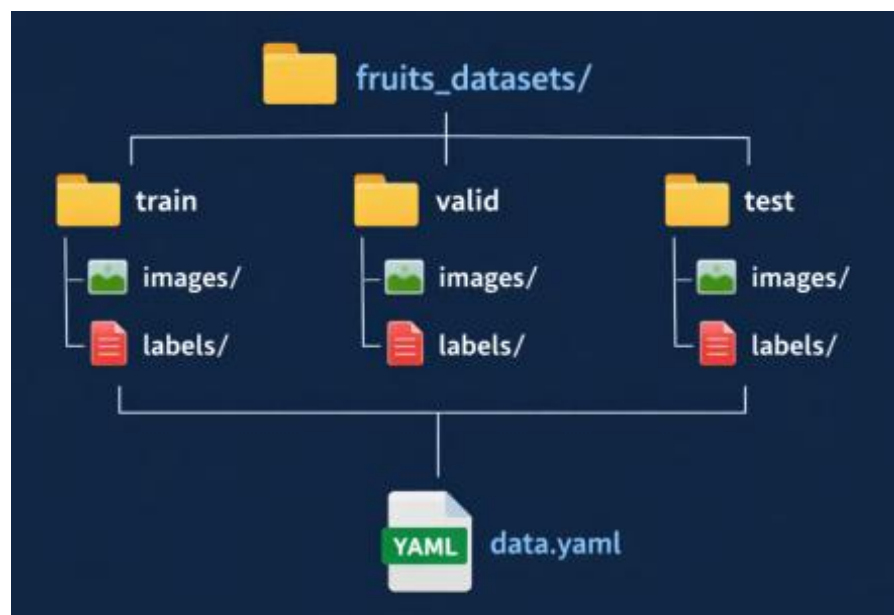 fruits_datasets/
train
valid
test
images/
images/
images/
labels/
labels/
labels/
YAML
data.yaml